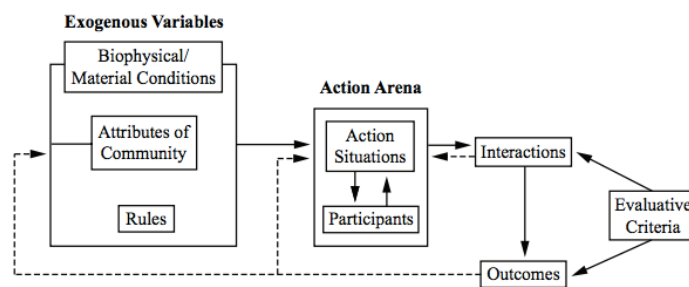 Exogenous Variables
Biophysical/
Material Conditions
Attributes of
Community
Rules
Action Arena
Action
Situations
Participants
Interactions
Outcomes
Evaluative
Criteria